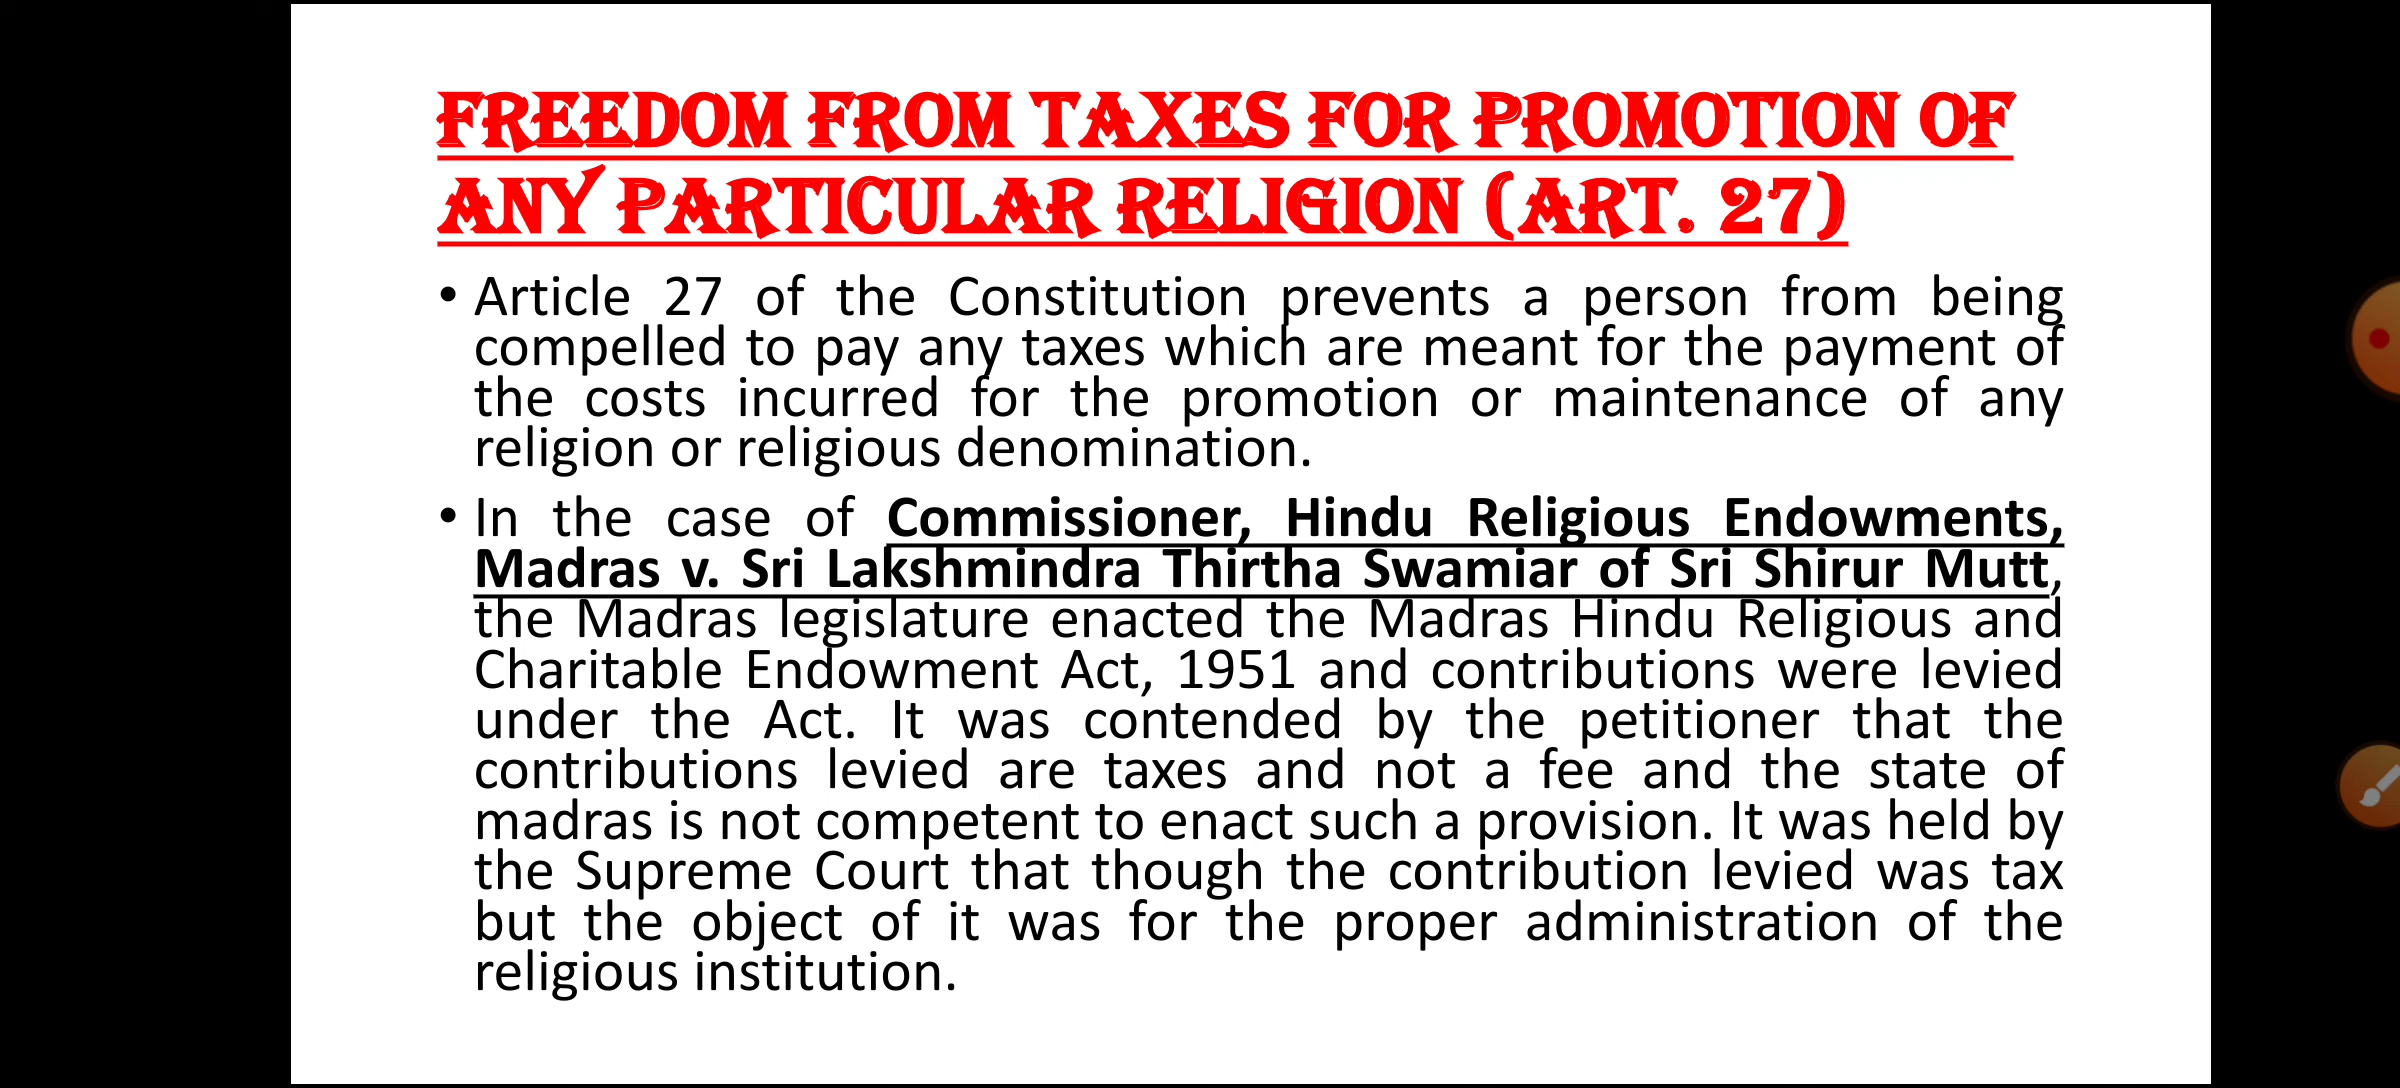 FREEDOM FROM TAXES FOR PROMOTION OF
ANY PARTICULAR RELIGION (ART. 27)
• Article 27 of the Constitution prevents a person from being
compelled to pay any taxes which are meant for the payment of
the costs incurred for the promotion or maintenance of any
religion or religious denomination.
• In the case of Commissioner, Hindu Religious Endowments,
Madras v. Sri Lakshmindra Thirtha Swamiar of Sri Shirur Mutt,
the Madras legislature enacted the Madras Hindu Religious and
Charitable Endowment Act, 1951 and contributions were levied
under the Act. It was contended by the petitioner that the
contributions levied are taxes and not a fee and the state of
madras is not competent to enact such a provision. It was held by
the Supreme Court that though the contribution levied was tax
but the object of it was for the proper administration of the
religious institution.